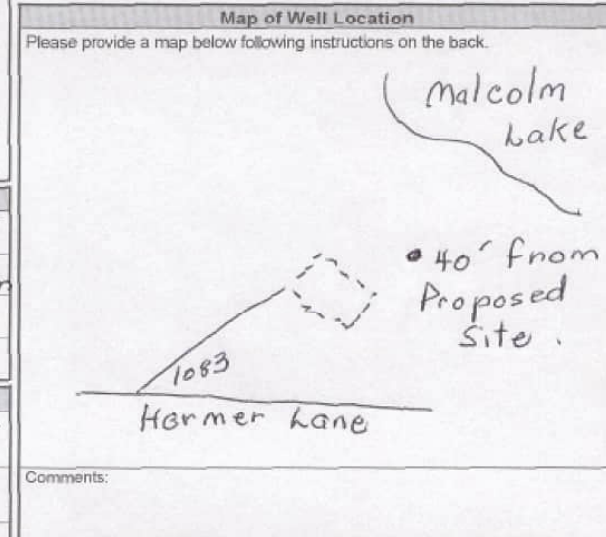 Map of Well Location
Please provide a map below following instructions on the back.
Malcolm
Lake
40' from
Proposed
Site.
1083
Harmer Lane
Comments: